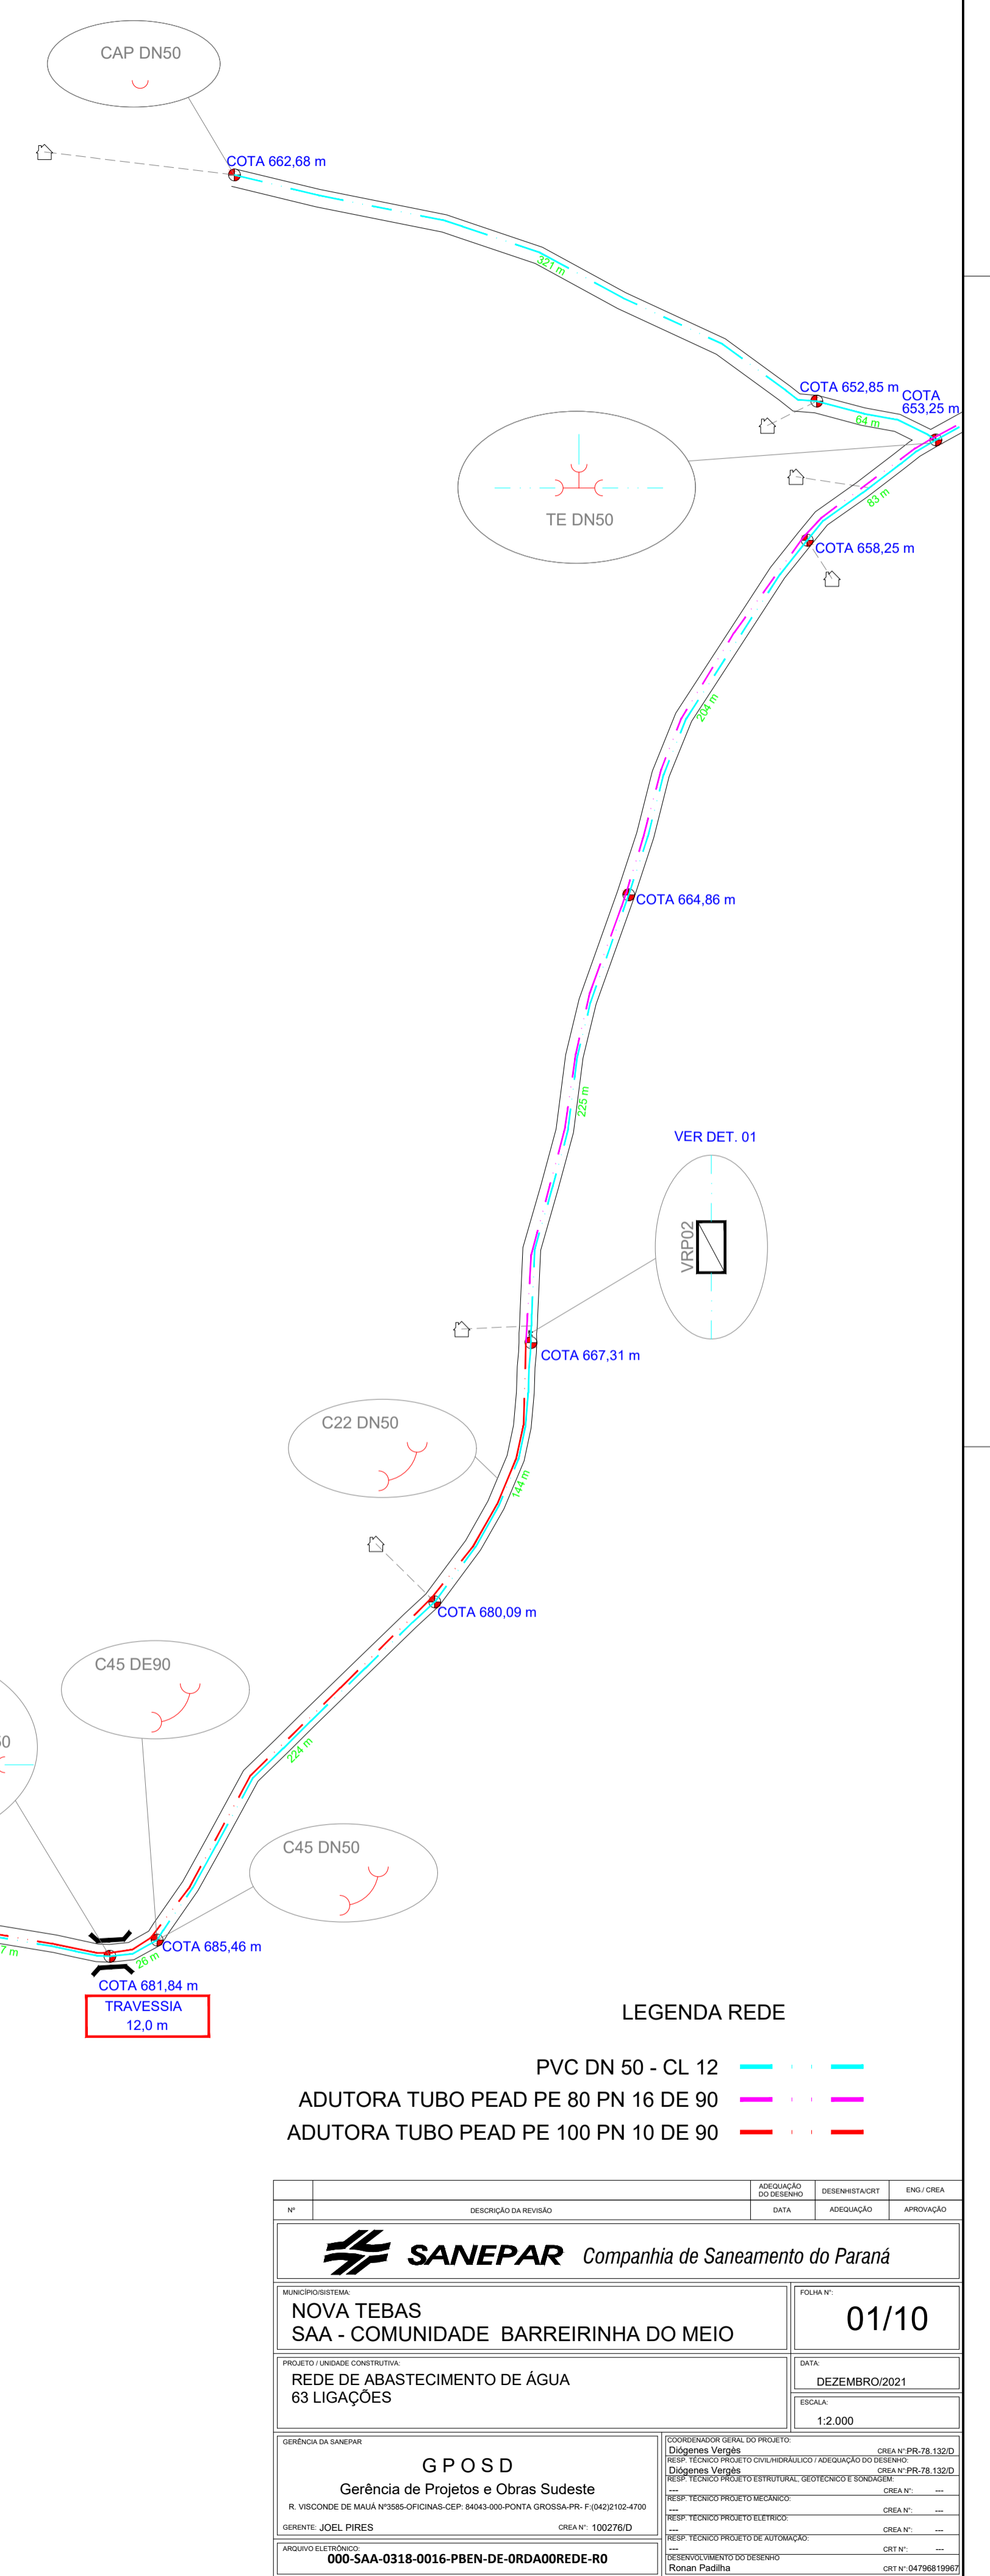 CAP DN50
COTA 662,68 m
321 m
COTA 652,85 m
COTA
653,25 m
64 m
TE DN50
83 m
COTA 658,25 m
204 m
COTA 664,86 m
225 m
VER DET. 01
VRP02
COTA 667,31 m
C22 DN50
144 m
COTA 680,09 m
C45 DE90
224 m
C45 DN50
COTA 685,46 m
7 m
26 m
COTA 681,84 m
TRAVESSIA
12,0 m
LEGENDA REDE
PVC DN 50 - CL 12
ADUTORA TUBO PEAD PE 80 PN 16 DE 90
ADUTORA TUBO PEAD PE 100 PN 10 DE 90
ADEQUAÇÃO
DO DESENHO
DESENHISTA/CRT
ENG./ CREA
Nº
DESCRIÇÃO DA REVISÃO
DATA
ADEQUAÇÃO
APROVAÇÃO
SANEPAR Companhia de Saneamento do Paraná
MUNICÍPIO/SISTEMA:
NOVA TEBAS
SAA - COMUNIDADE BARREIRINHA DO MEIO
FOLHA N°:
01/10
PROJETO / UNIDADE CONSTRUTIVA:
REDE DE ABASTECIMENTO DE ÁGUA
63 LIGAÇÕES
DATA:
DEZEMBRO/2021
ESCALA:
1:2.000
GERÊNCIA DA SANEPAR
G P O S D
Gerência de Projetos e Obras Sudeste
R. VISCONDE DE MAUÁ Nº3585-OFICINAS-CEP: 84043-000-PONTA GROSSA-PR- F:(042)2102-4700
GERENTE: JOEL PIRES CREA N°: 100276/D
ARQUIVO ELETRÔNICO:
000-SAA-0318-0016-PBEN-DE-0RDA00REDE-R0
COORDENADOR GERAL DO PROJETO:
Diógenes Vergès CREA N°:PR-78.132/D
RESP. TÉCNICO PROJETO CIVIL/HIDRÁULICO / ADEQUAÇÃO DO DESENHO:
Diógenes Vergès CREA N°:PR-78.132/D
RESP. TÉCNICO PROJETO ESTRUTURAL, GEOTÉCNICO E SONDAGEM:
--- CREA N°: ---
RESP. TÉCNICO PROJETO MECÂNICO:
--- CREA N°: ---
RESP. TÉCNICO PROJETO ELÉTRICO:
--- CREA N°: ---
RESP. TÉCNICO PROJETO DE AUTOMAÇÃO:
--- CRT N°: ---
DESENVOLVIMENTO DO DESENHO
Ronan Padilha CRT N°:04796819967